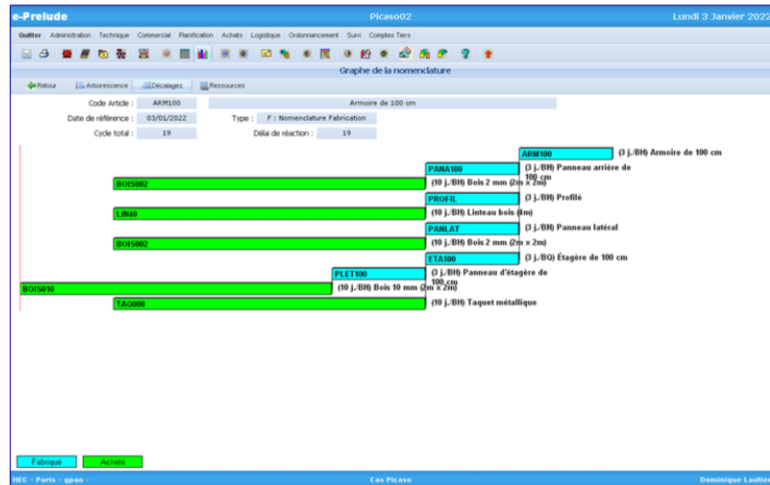 e-Prelude Picaso02 Lundi 3 Janvier 2022
Quitter Administration Technique Commercial Planification Achats Logistique Ordonnancement Suivi Comptes Tiers
Graphe de la nomenclature
Retour Arborescence Décalages Ressources
Code Article : ARM100 Armoire de 100 cm
Date de référence : 03/01/2022 Type : F : Nomenclature Fabrication
Cycle total : 19 Délia de réaction : 19
ARM100 (3 j./BH) Armoire de 100 cm
PANA100 (3 j./BH) Panneau arrière de
100 cm
BOIS002 (10 j./BH) Bois 2 mm (2m x 2m)
PROFIL (3 j./BH) Profilé
LIN40 (10 j./BH) Linteau bois (4m)
PANLAT (3 j./BH) Panneau latéral
BOIS002 (10 j./BH) Bois 2 mm (2m x 2m)
ETA100 (3 j./BQ) Étagère de 100 cm
PLET100 (3 j./BH) Panneau d'étagère de
100 cm
BOIS010 (10 j./BH) Bois 10 mm (2m x 2m)
TAQ000 (10 j./BH) Taquet métallique
Fabriqué Acheté
NEC - Paris - gpao - Cas Picaso Dominique Lautier